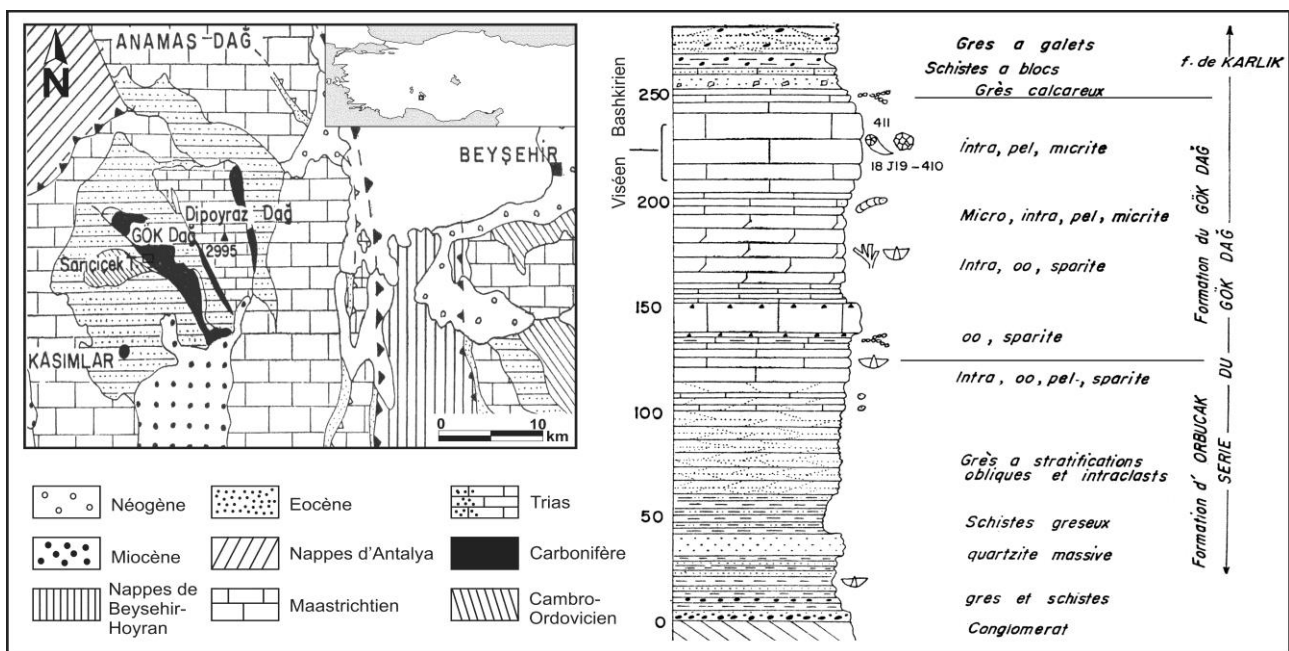 ANAMAS-DAĞ
N
BEYŞEHİR
Dipoyraz Dağ
GÖK Dağ
2995
Sarıçiçek T.
KASIMLAR
0 10
km
Néogène
Miocène
Nappes de
Beysehir-
Hoyran
Eocène
Nappes d'Antalya
Maastrichtien
Trias
Carbonifère
Cambro-
Ordovicien
Bashkirien
Viséen
250
200
150
100
50
0
411
18 J19-410
Gres a galets
Schistes a blocs
Grès calcareux
intra, pel, micrite
Micro, intra, pel, micrite
Intra, oo, sparite
oo, sparite
Intra, oo, pel-, sparite
Grès a stratifications
obliques et intraclasts
Schistes greseux
quartzite massive
gres et schistes
Conglomerat
f. de KARLIK
Formation du GÖK DAĞ
Formation d' ORBUCAK
SERIE DU GÖK DAĞ